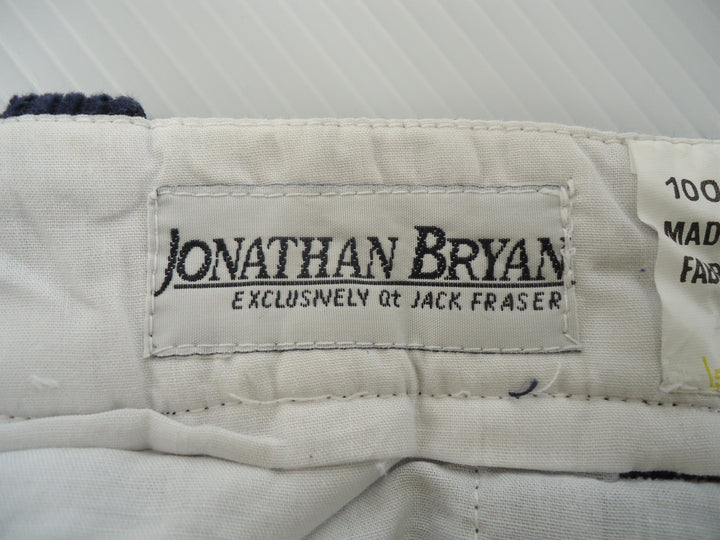 JONATHAN BRYAN
EXCLUSIVELY at JACK FRASER
100
MAD
FAB